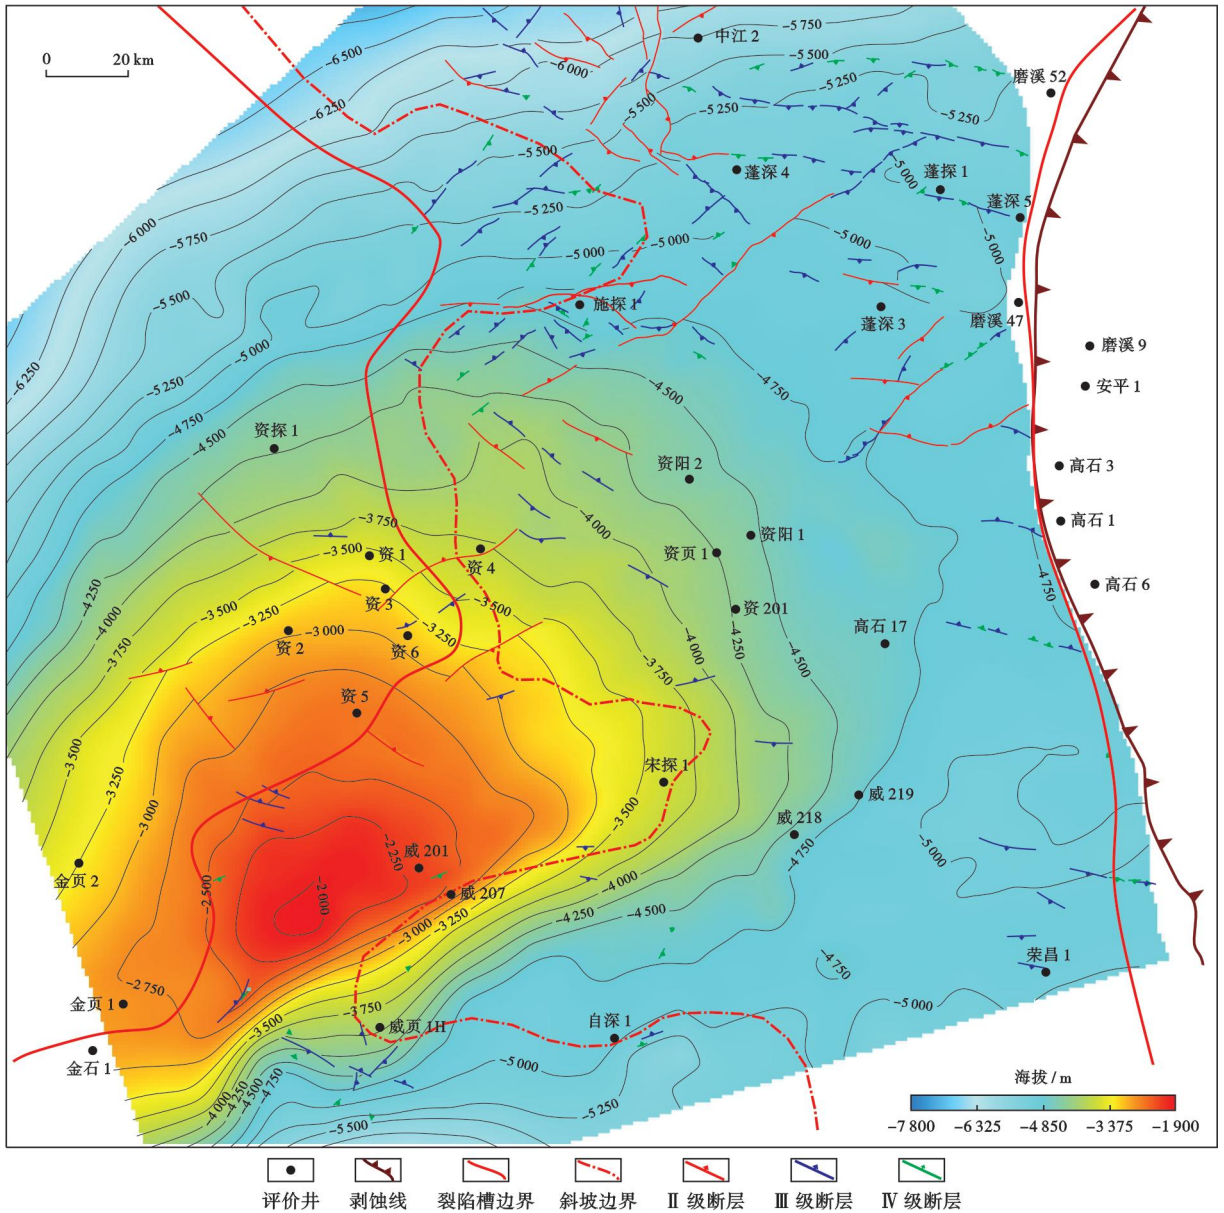 0 20 km
−5 750
中江 2
−6 500
−5 500
−6 000
−5 250
磨溪 52
−6 250
−5 500
−5 250
−5 250
−5 500
蓬深 4
−5 000
蓬探 1
−5 250
蓬深 5
−6 000
−5 750
−5 000
−5 000
−5 000
−5 000
−5 500
施探 1
磨溪 47
蓬深 3
−5 000
磨溪 9
−6 250
−5 250
−4 500
−4 750
安平 1
−4 750
−4 500
资探 1
资阳 2
高石 3
−3 750
−4 000
高石 1
资阳 1
−3 500
资 1
资 4
资页 1
−4 250
−4 000
−3 750
−3 500
−3 250
资 3
−3 500
−4 750
高石 6
资 201
−3 000
−3 250
高石 17
资 2
资 6
−4 000
−4 250
−4 500
−3 750
资 5
−3 500
−3 250
−3 000
宋探 1
−3 500
威 219
威 218
−4 750
−5 000
−2 250
威 201
金页 2
−2 500
−2 000
威 207
−4 000
−3 000
−3 250
−4 250
−4 500
荣昌 1
−4 750
−2 750
金页 1
−3 750
−5 000
−3 500
威页 1H
自深 1
金石 1
−5 000
−4 000
−4 250
−4 500
−4 750
−5 250
−5 500
海拔 / m
−7 800 −6 325 −4 850 −3 375 −1 900
评价井 剥蚀线 裂陷槽边界 斜坡边界 Ⅱ 级断层 Ⅲ 级断层 Ⅳ 级断层